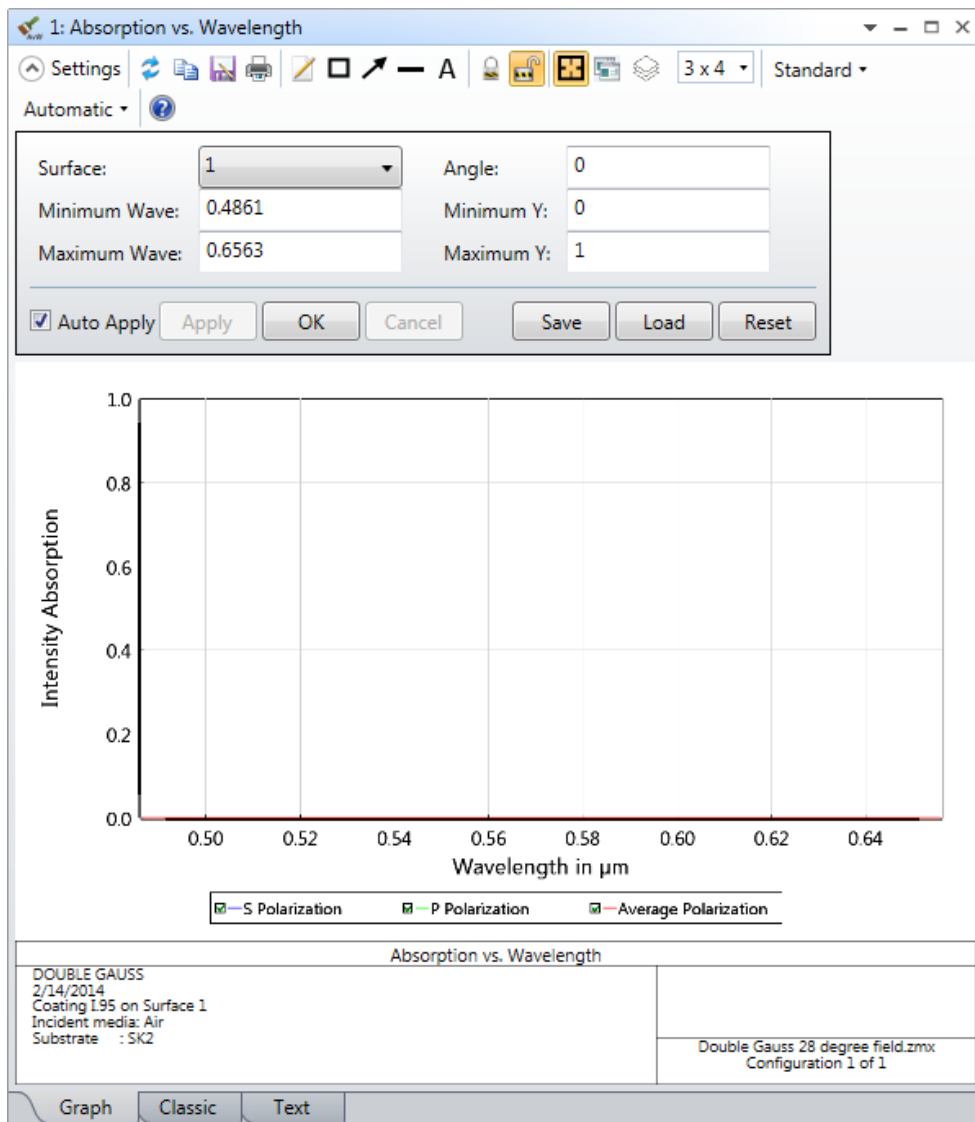 1: Absorption vs. Wavelength
Settings A 3 x 4 Standard
Automatic ?
Surface: 1 Angle: 0
Minimum Wave: 0.4861 Minimum Y: 0
Maximum Wave: 0.6563 Maximum Y: 1
Auto Apply Apply OK Cancel Save Load Reset
1.0
0.8
0.6
0.4
0.2
0.0
Intensity Absorption
0.50 0.52 0.54 0.56 0.58 0.60 0.62 0.64
Wavelength in µm
S Polarization P Polarization Average Polarization
Absorption vs. Wavelength
DOUBLE GAUSS
2/14/2014
Coating I.95 on Surface 1
Incident media: Air
Substrate : SK2
Double Gauss 28 degree field.zmx
Configuration 1 of 1
Graph Classic Text